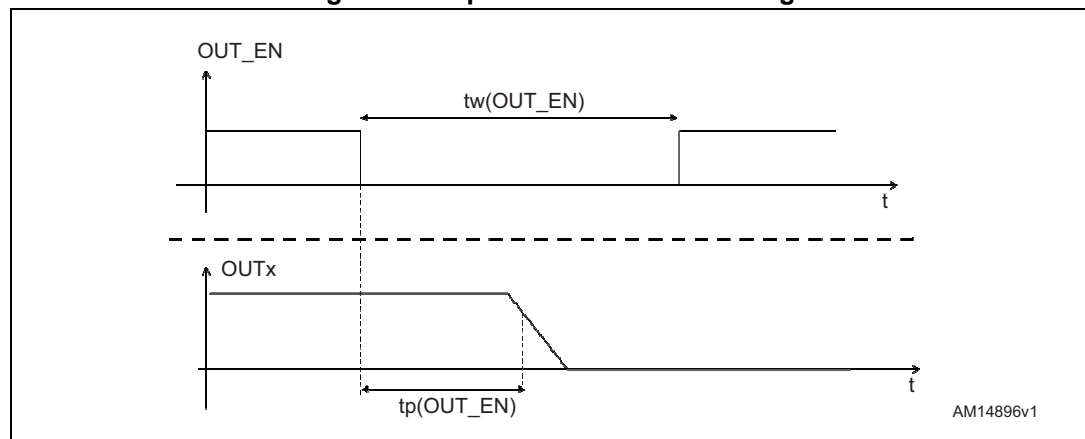 OUT_EN
tw(OUT_EN)
t
OUTx
t
tp(OUT_EN)
AM14896v1